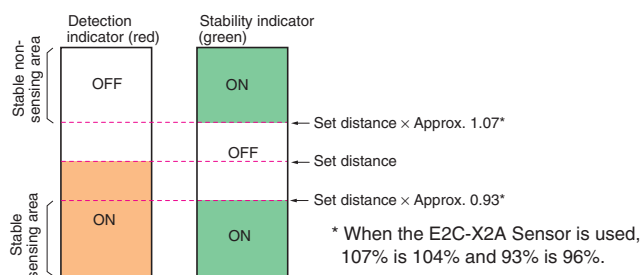 Detection
indicator (red)
Stability indicator
(green)
Stable non-
sensing area
OFF
ON
Set distance × Approx. 1.07*
OFF
Set distance
Set distance × Approx. 0.93*
Stable
sensing area
ON
ON
* When the E2C-X2A Sensor is used,
107% is 104% and 93% is 96%.